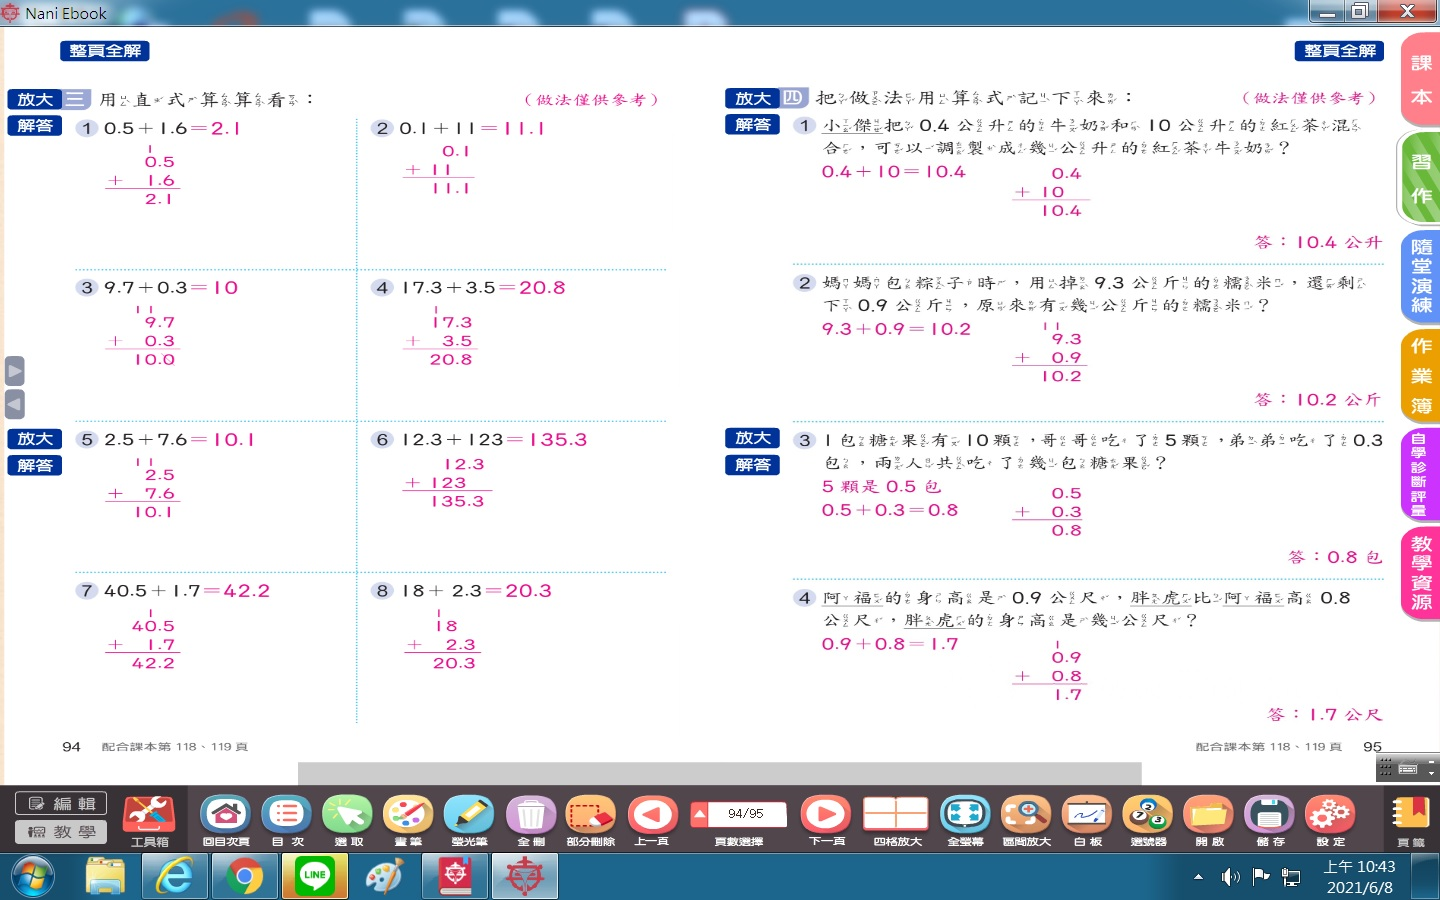 Nani Ebook
整頁全解
整頁全解
放大 三 用直式算算看：
（做法僅供參考）
解答
1 0.5＋1.6＝2.1
1
0.5
＋ 1.6
2.1
2 0.1＋11＝11.1
0.1
＋ 11
11.1
3 9.7＋0.3＝10
1 1
9.7
＋ 0.3
10.0
4 17.3＋3.5＝20.8
1
17.3
＋ 3.5
20.8
放大
解答
5 2.5＋7.6＝10.1
1 1
2.5
＋ 7.6
10.1
6 12.3＋123＝135.3
12.3
＋ 123
135.3
7 40.5＋1.7＝42.2
1
40.5
＋ 1.7
42.2
8 18＋ 2.3＝20.3
1
18
＋ 2.3
20.3
94 配合課本第 118、119 頁
放大 四 把做法用算式記下來：
（做法僅供參考）
解答
1 小傑把 0.4 公升的牛奶和 10 公升的紅茶混
合，可以調製成幾公升的紅茶牛奶？
0.4＋10＝10.4
0.4
＋ 10
10.4
答：10.4 公升
2 媽媽包粽子時，用掉 9.3 公斤的糯米，還剩
下 0.9 公斤，原來有幾公斤的糯米？
9.3＋0.9＝10.2
1 1
9.3
＋ 0.9
10.2
答：10.2 公斤
放大
解答
3 1 包糖果有 10 顆，哥哥吃了 5 顆，弟弟吃了 0.3
包，兩人共吃了幾包糖果？
5 顆是 0.5 包
0.5＋0.3＝0.8
0.5
＋ 0.3
0.8
答：0.8 包
4 阿福的身高是 0.9 公尺，胖虎比阿福高 0.8
公尺，胖虎的身高是幾公尺？
0.9＋0.8＝1.7
1
0.9
＋ 0.8
1.7
答：1.7 公尺
配合課本第 118、119 頁 95
課本
習作
隨堂演練
作業簿
自學診斷評量
教學資源
編輯
教學
工具箱
回目次頁
目次
選取
畫筆
螢光筆
全刪
部分刪除
上一頁
94/95
頁數選擇
下一頁
四格放大
全螢幕
區間放大
白板
選號器
開啟
儲存
設定
頁籤
LINE
上午 10:43
2021/6/8